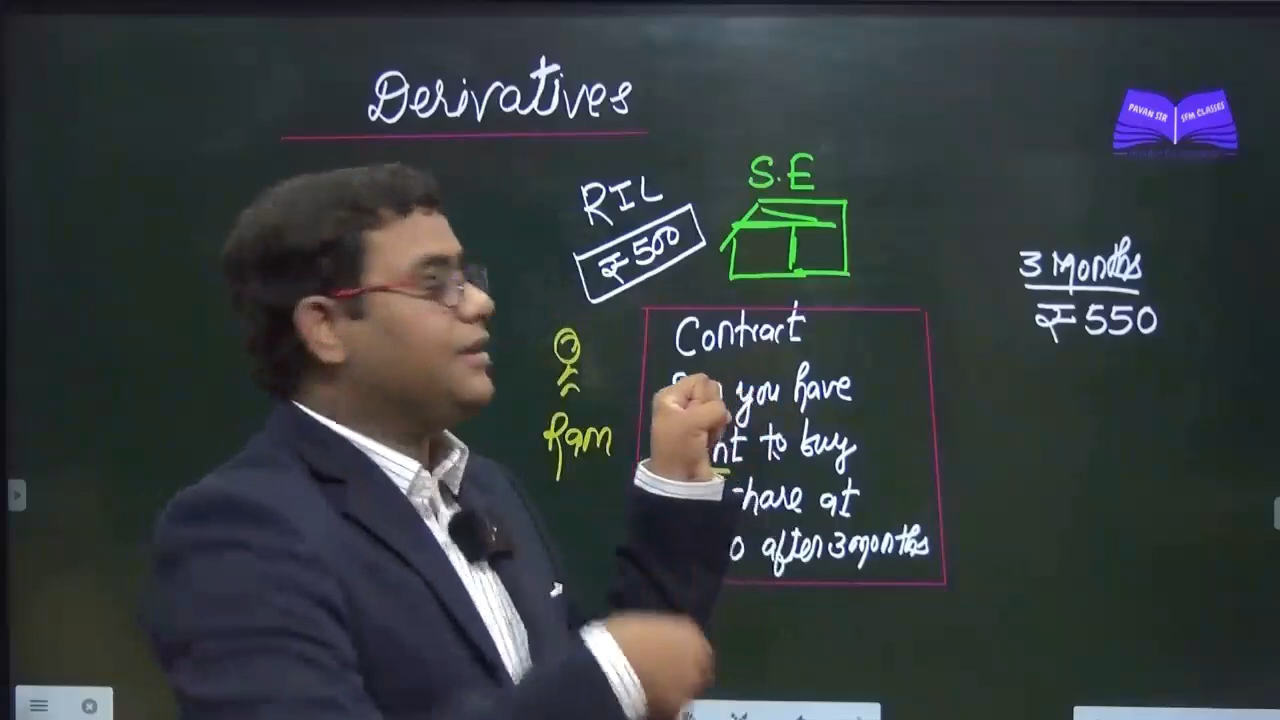 Derivatives
PAVAN SIR SFM CLASSES
S.E
RIL
₹500
3 Months
₹550
Contract
you have
to buy
at
after 3 months
Ram